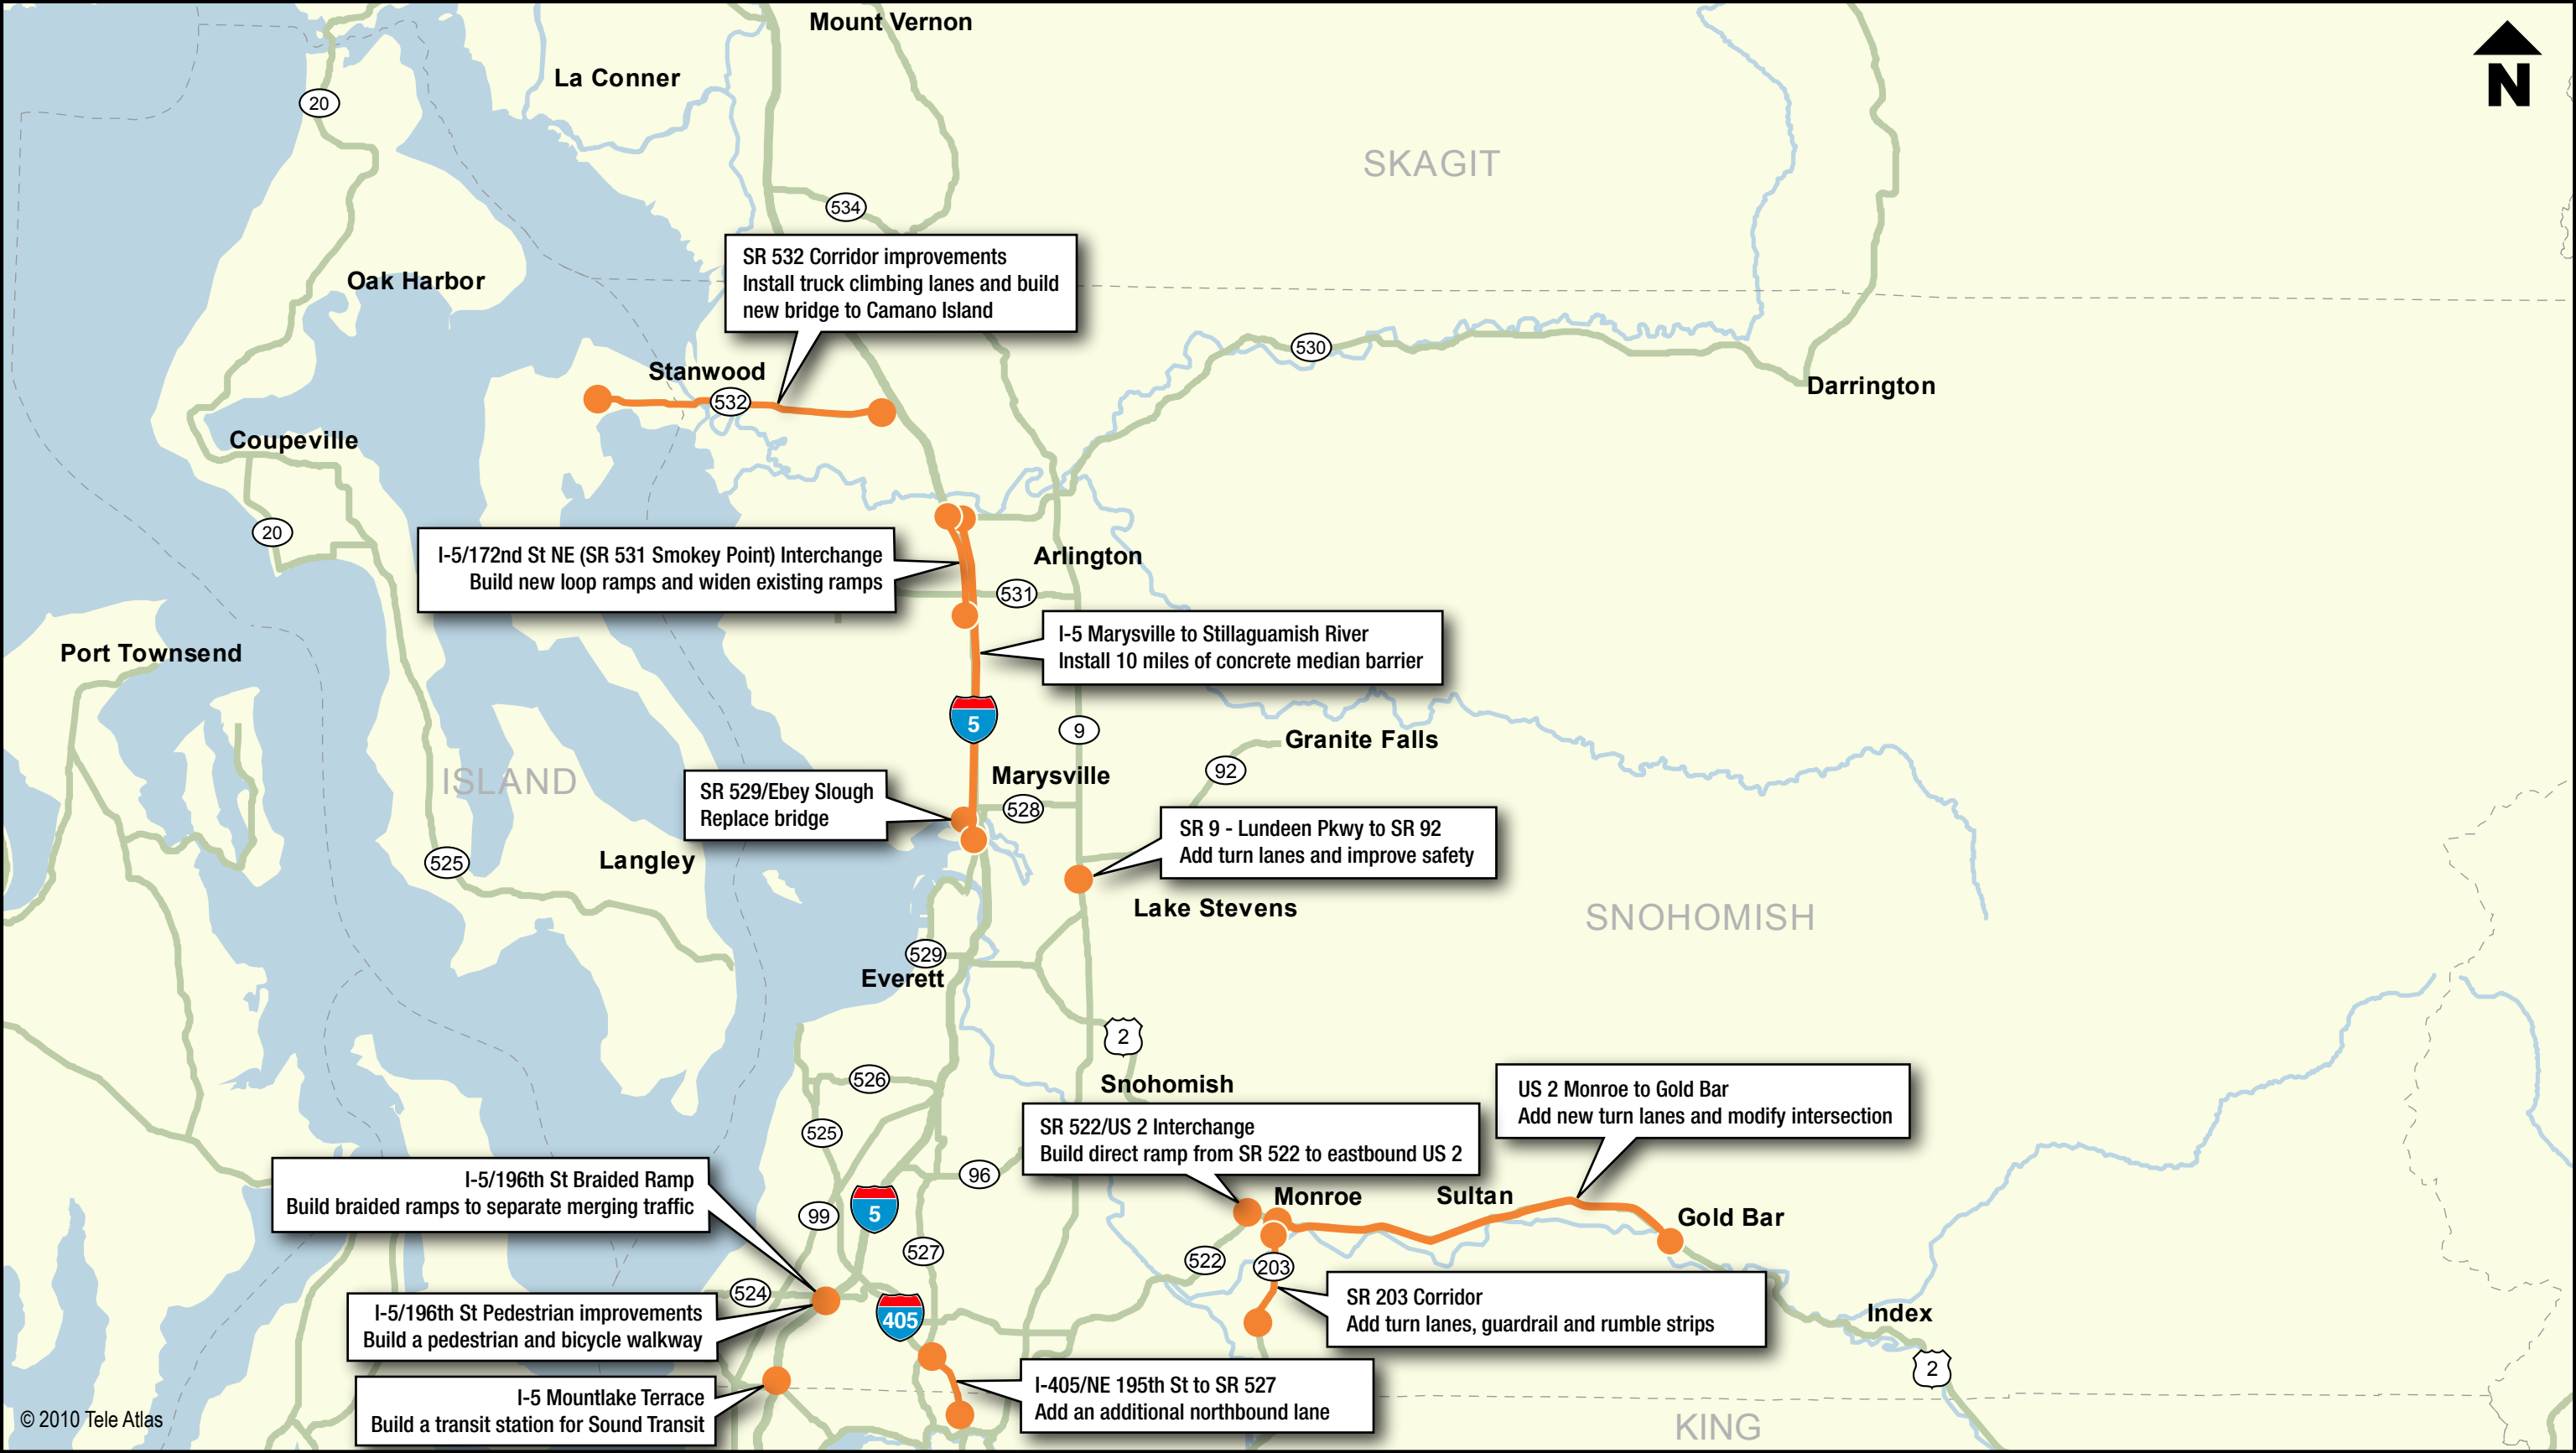 Mount Vernon
La Conner
N
20
SKAGIT
534
SR 532 Corridor improvements
Install truck climbing lanes and build
new bridge to Camano Island
Oak Harbor
530
Stanwood
532
Darrington
Coupeville
20
I-5/172nd St NE (SR 531 Smokey Point) Interchange
Build new loop ramps and widen existing ramps
Arlington
531
I-5 Marysville to Stillaguamish River
Install 10 miles of concrete median barrier
Port Townsend
5
9
Granite Falls
92
ISLAND
Marysville
SR 529/Ebey Slough
Replace bridge
528
SR 9 - Lundeen Pkwy to SR 92
Add turn lanes and improve safety
525
Langley
Lake Stevens
SNOHOMISH
529
Everett
2
526
Snohomish
US 2 Monroe to Gold Bar
Add new turn lanes and modify intersection
525
SR 522/US 2 Interchange
Build direct ramp from SR 522 to eastbound US 2
96
I-5/196th St Braided Ramp
Build braided ramps to separate merging traffic
99
5
Monroe
Sultan
Gold Bar
527
522
203
524
I-5/196th St Pedestrian improvements
Build a pedestrian and bicycle walkway
405
SR 203 Corridor
Add turn lanes, guardrail and rumble strips
Index
2
I-5 Mountlake Terrace
Build a transit station for Sound Transit
I-405/NE 195th St to SR 527
Add an additional northbound lane
KING
© 2010 Tele Atlas